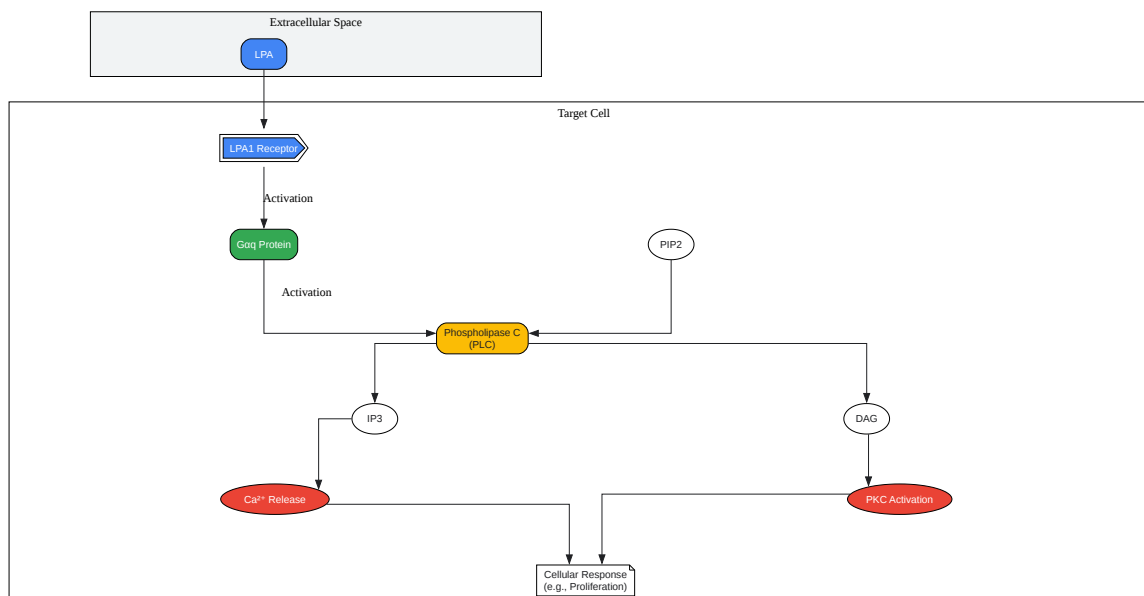 Extracellular Space
LPA
Target Cell
LPA1 Receptor
Activation
Gαq Protein
PIP2
Activation
Phospholipase C
(PLC)
IP3
DAG
Ca²⁺ Release
PKC Activation
Cellular Response
(e.g., Proliferation)